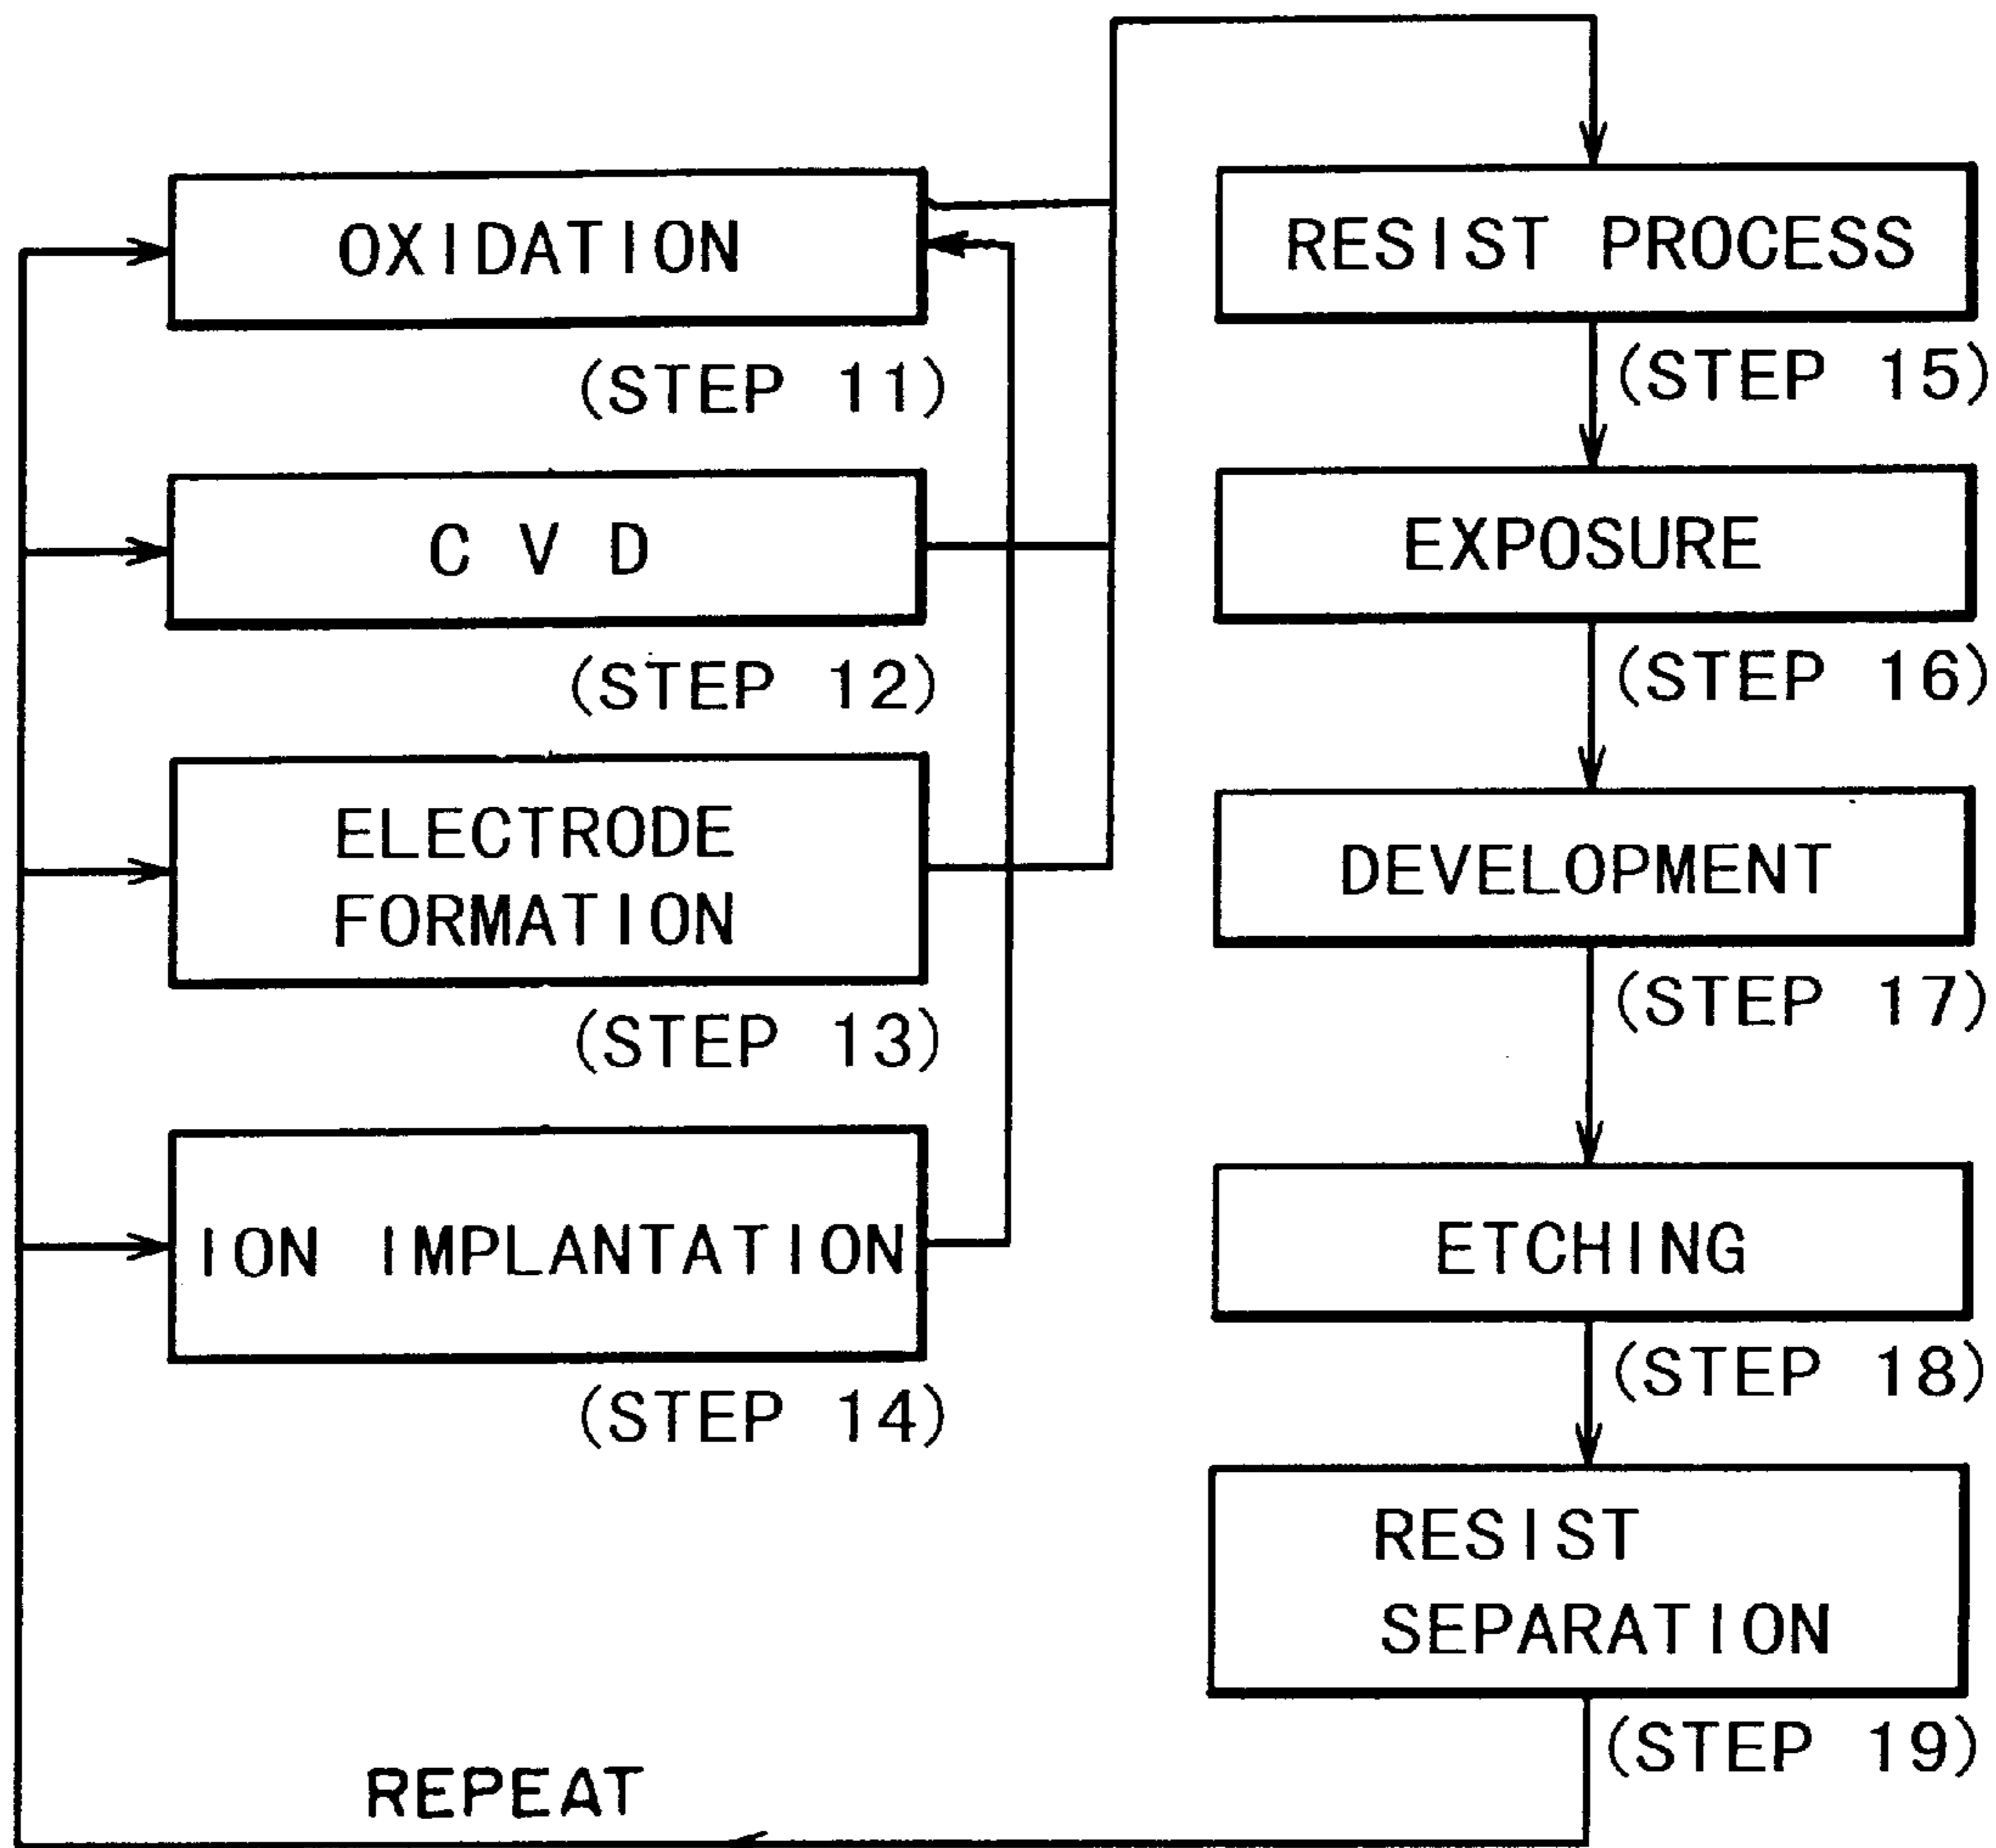 OXIDATION
(STEP 11)
C V D
(STEP 12)
ELECTRODE
FORMATION
(STEP 13)
ION IMPLANTATION
(STEP 14)
RESIST PROCESS
(STEP 15)
EXPOSURE
(STEP 16)
DEVELOPMENT
(STEP 17)
ETCHING
(STEP 18)
RESIST
SEPARATION
(STEP 19)
REPEAT